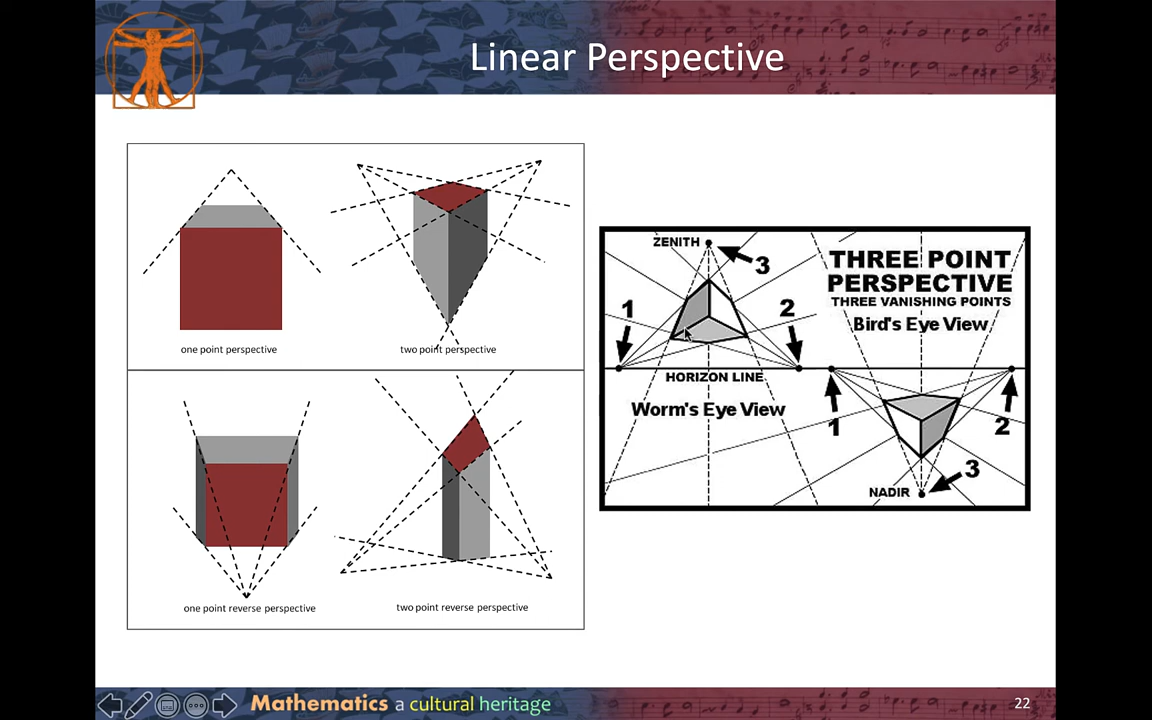 Linear Perspective
one point perspective
two point perspective
one point reverse perspective
two point reverse perspective
ZENITH
3
1
2
HORIZON LINE
Worm's Eye View
THREE POINT
PERSPECTIVE
THREE VANISHING POINTS
Bird's Eye View
1
2
3
NADIR
Mathematics a cultural heritage
22